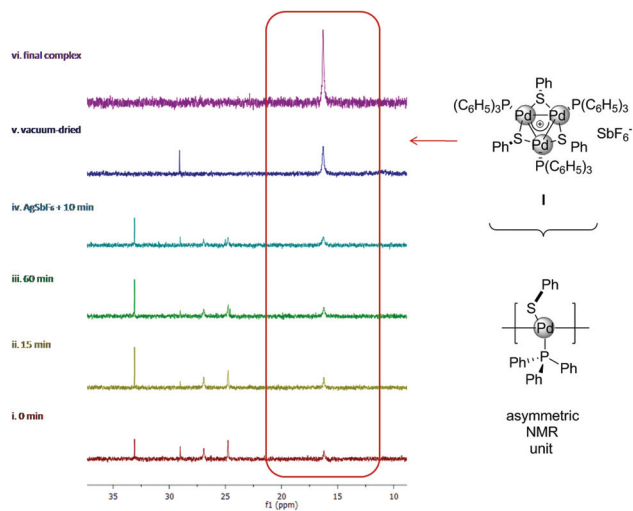 vi. final complex
v. vacuum-dried
iv. AgSbF6 + 10 min
iii. 60 min
ii. 15 min
i. 0 min
35 30 25 20 15 10
f1 (ppm)
Ph
S
(C6H5)3P P(C6H5)3
Pd Pd
⊕
SbF6-
S Pd S
Ph Ph
P(C6H5)3
I
Ph
S
Pd
Ph P Ph
Ph
asymmetric
NMR
unit